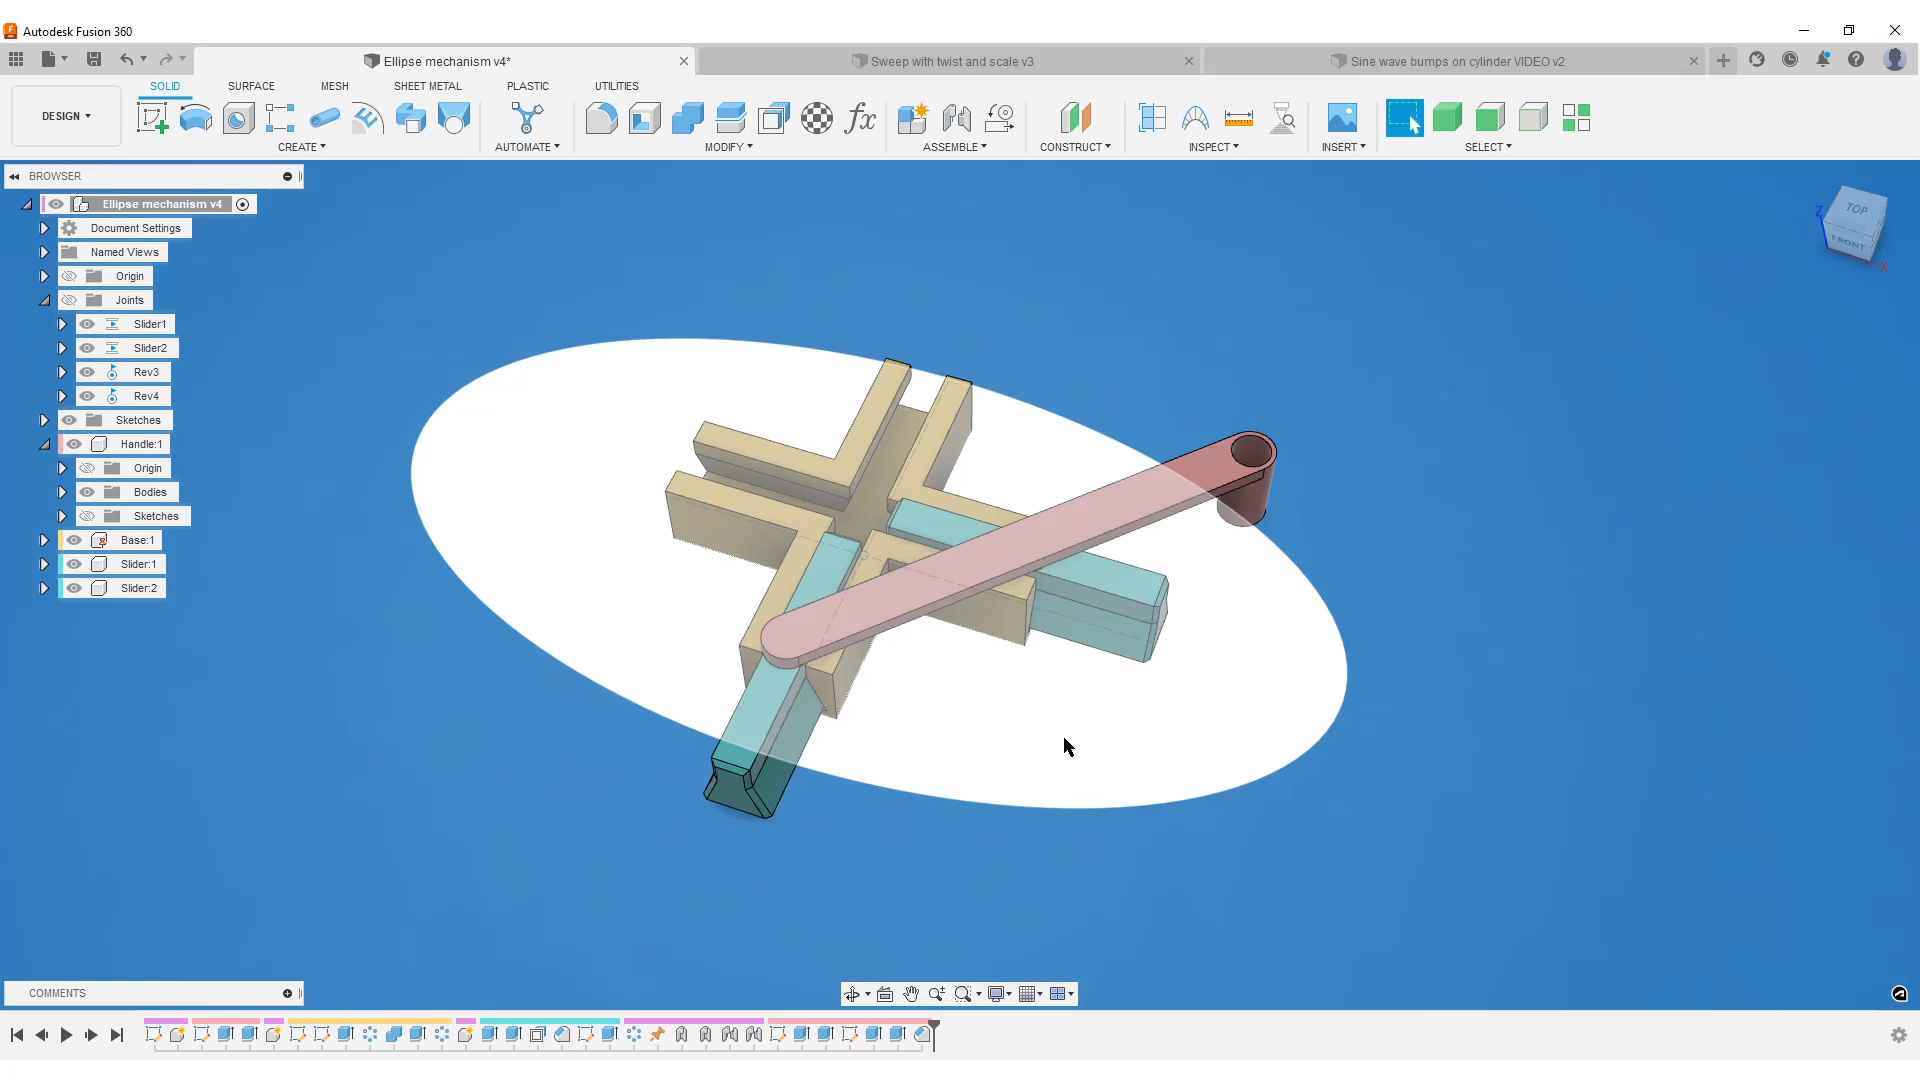 Autodesk Fusion 360
Ellipse mechanism v4*
Sweep with twist and scale v3
Sine wave bumps on cylinder VIDEO v2
SOLID
SURFACE
MESH
SHEET METAL
PLASTIC
UTILITIES
DESIGN
CREATE
AUTOMATE
MODIFY
fx
ASSEMBLE
CONSTRUCT
INSPECT
INSERT
SELECT
BROWSER
Ellipse mechanism v4
Document Settings
Named Views
Origin
Joints
Slider1
Slider2
Rev3
Rev4
Sketches
Handle:1
Origin
Bodies
Sketches
Base:1
Slider:1
Slider:2
TOP
FRONT
Z
X
COMMENTS